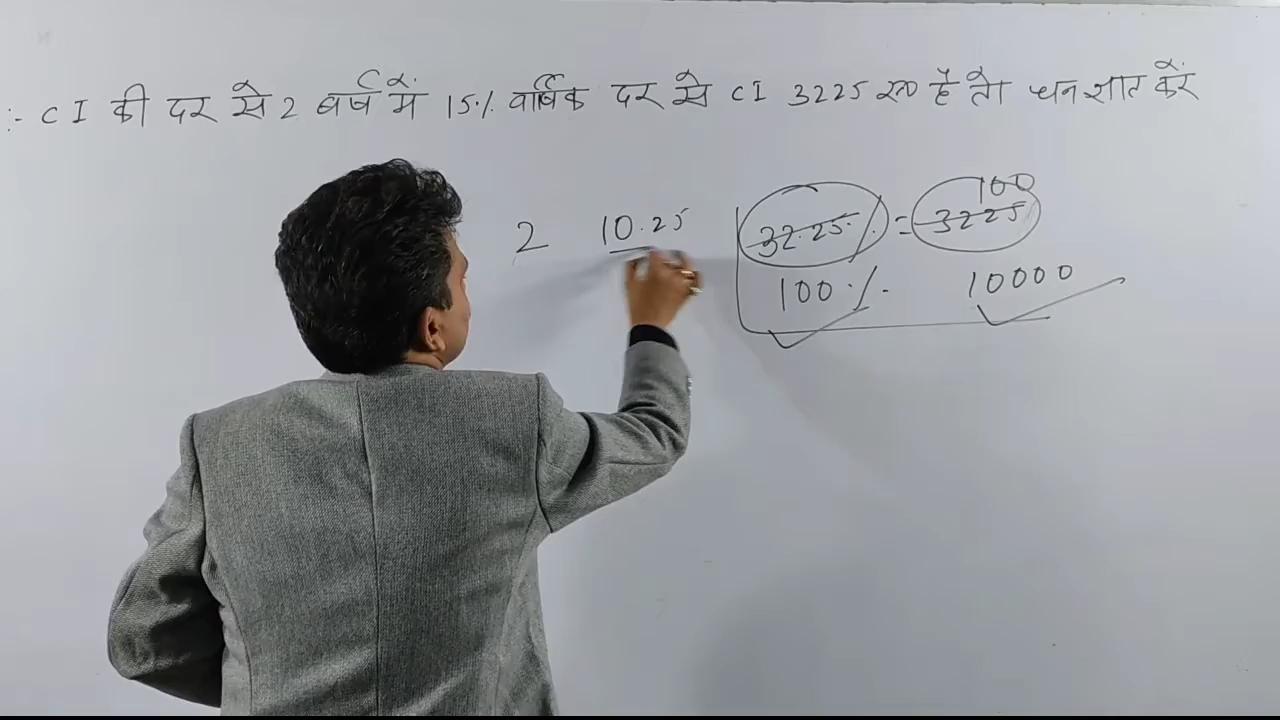 :- CI की दर से 2 वर्ष में 15% वार्षिक दर से CI 3225 रु० है तो धन ज्ञात करें
2 10.25
32.25% = 3225 100
100% 10000